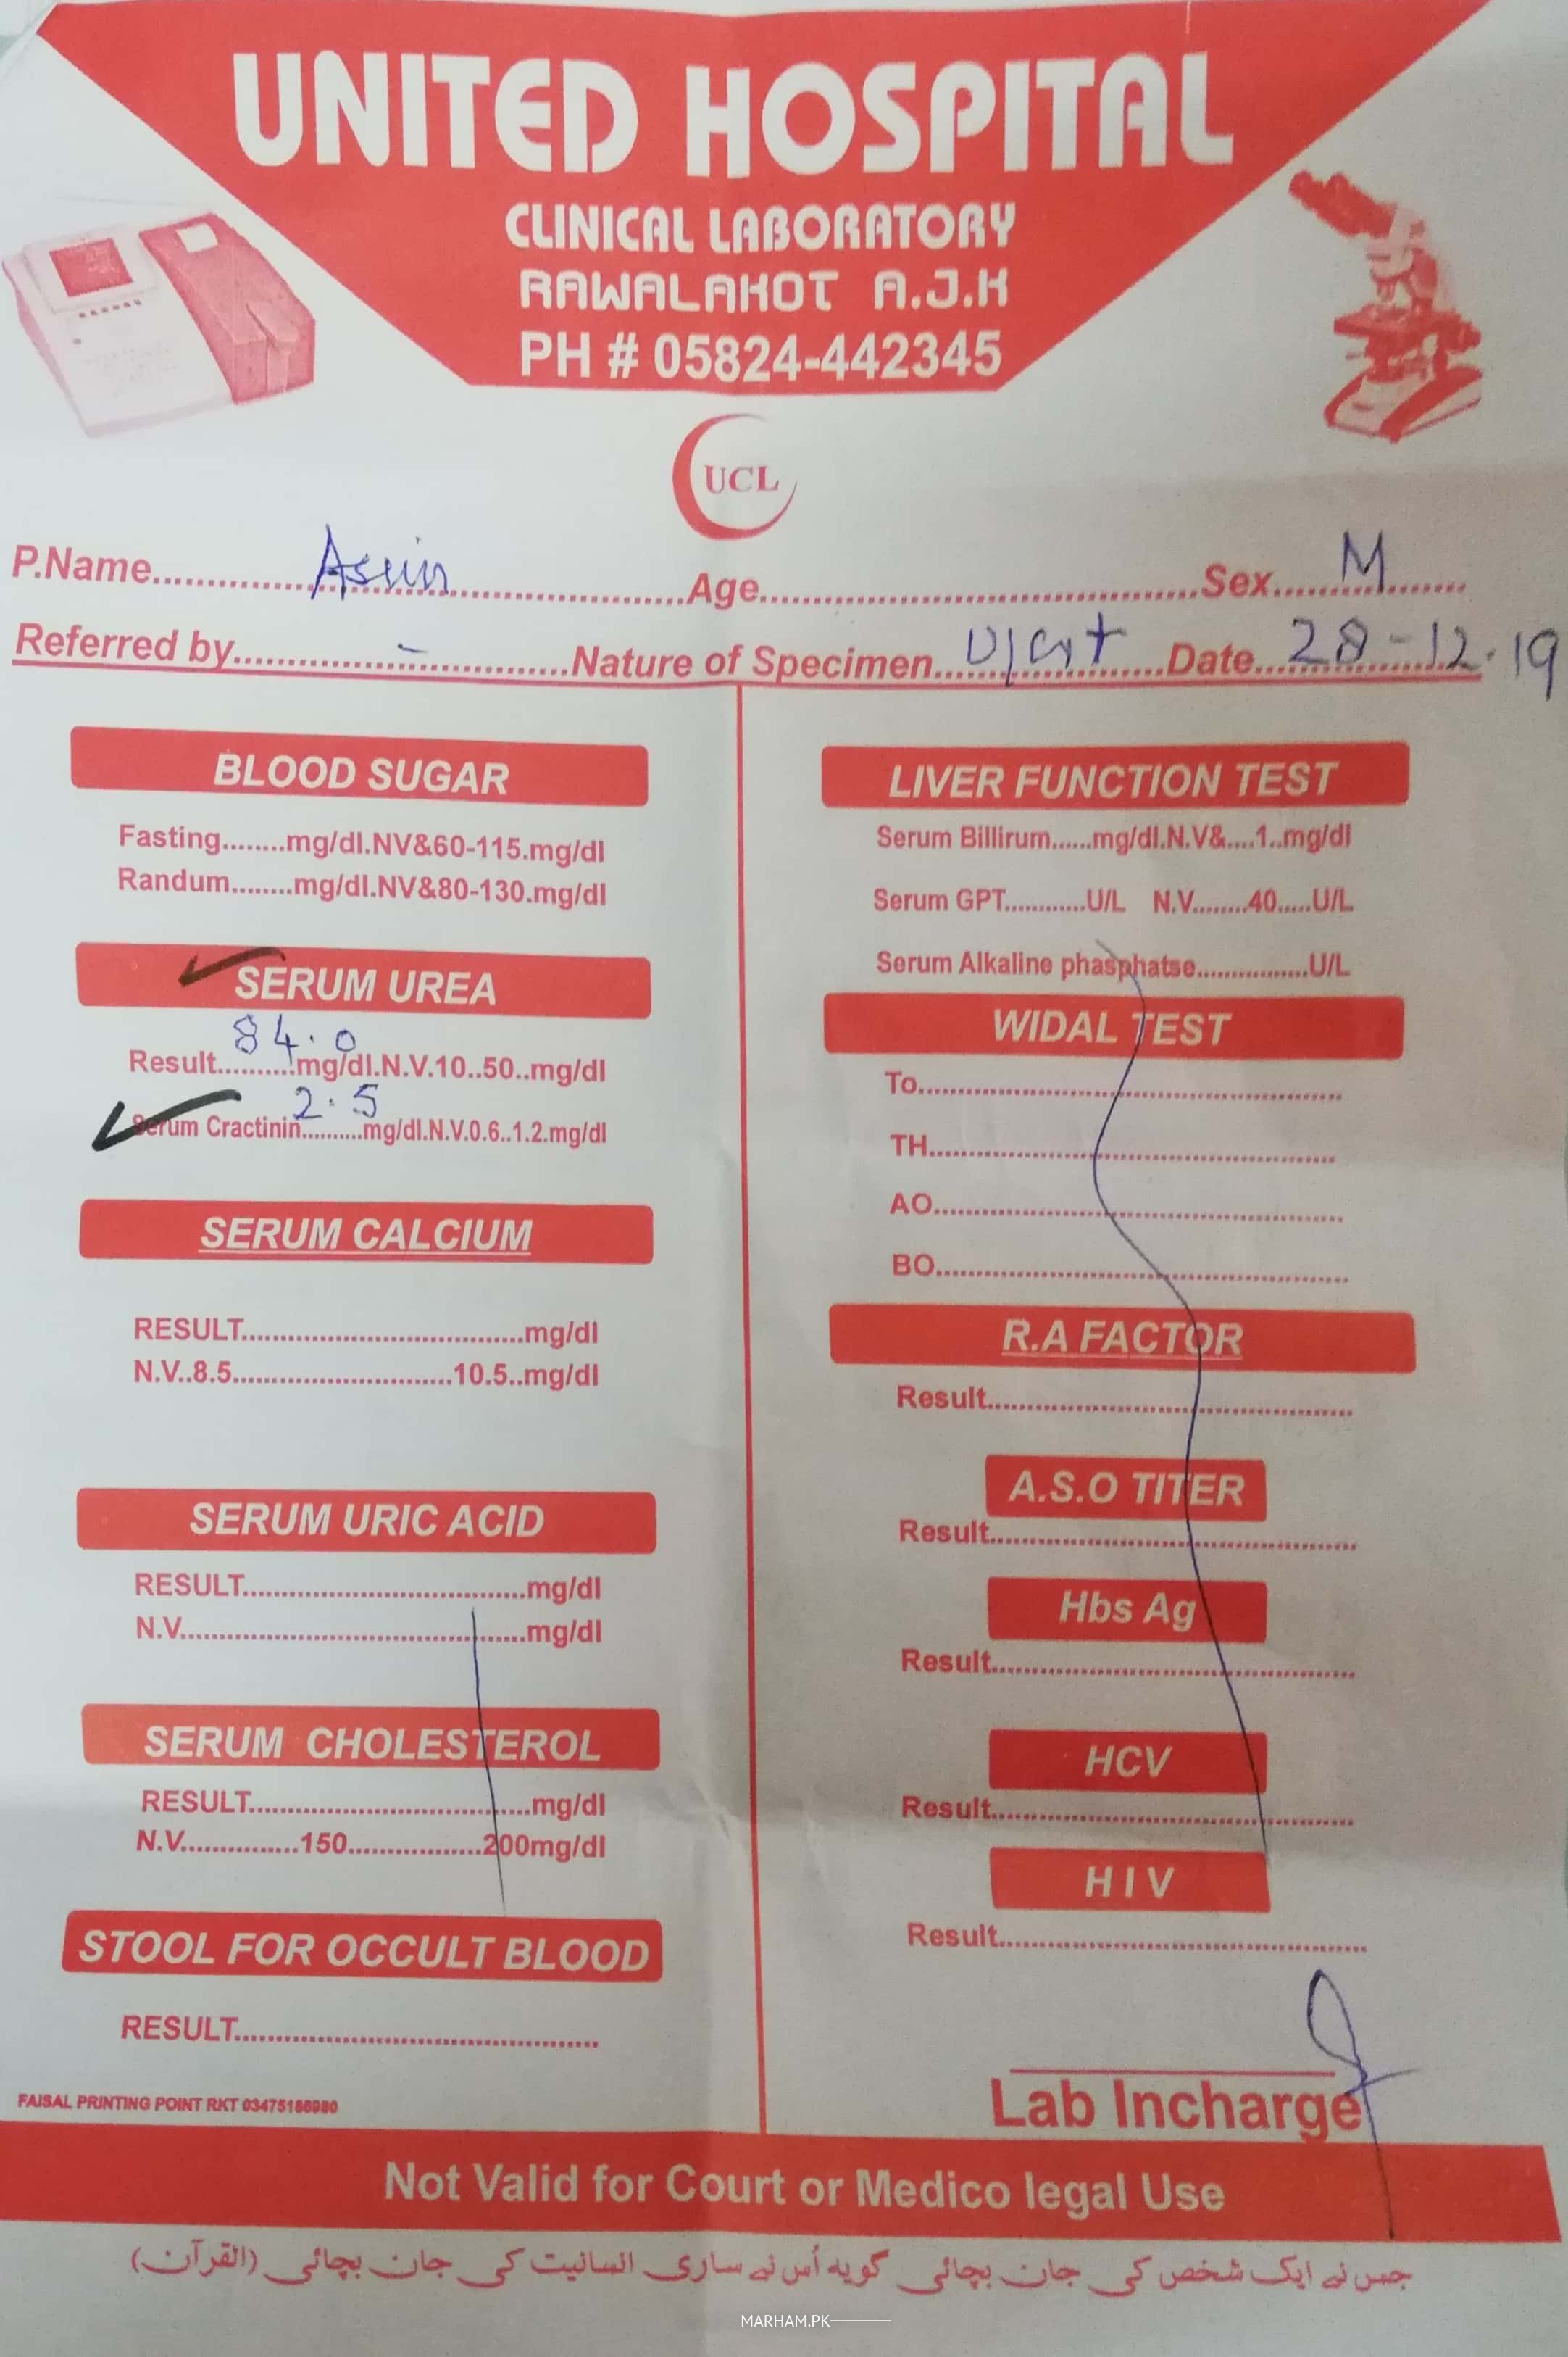 UNITED HOSPITAL
CLINICAL LABORATORY
RAWALAKOT A.J.K
PH # 05824-442345
UCL
P.Name.............Asim.............Age.............Sex.......M.......
Referred by.............-.............Nature of Specimen....U/Crt....Date....28-12.19
BLOOD SUGAR
Fasting........mg/dl.NV&60-115.mg/dl
Randum........mg/dl.NV&80-130.mg/dl
SERUM UREA
84.0
Result..........mg/dl.N.V.10..50..mg/dl
2.5
Serum Cractinin..........mg/dl.N.V.0.6..1.2.mg/dl
SERUM CALCIUM
RESULT....................................mg/dl
N.V..8.5............................10.5..mg/dl
SERUM URIC ACID
RESULT....................................mg/dl
N.V............................................mg/dl
SERUM CHOLESTEROL
RESULT....................................mg/dl
N.V...............150.................200mg/dl
STOOL FOR OCCULT BLOOD
RESULT..............................................
FAISAL PRINTING POINT RKT 03475186980
LIVER FUNCTION TEST
Serum Billirum......mg/dl.N.V&....1..mg/dl
Serum GPT............U/L N.V........40.....U/L
Serum Alkaline phasphatse................U/L
WIDAL TEST
To......................................................
TH.....................................................
AO.....................................................
BO.....................................................
R.A FACTOR
Result................................................
A.S.O TITER
Result................................................
Hbs Ag
Result................................................
HCV
Result................................................
HIV
Result................................................
Lab Incharge
Not Valid for Court or Medico legal Use
جس نے ایک شخص کی جان بچائی گویہ اُس نے ساری انسانیت کی جان بچائی (القرآن)
MARHAM.PK